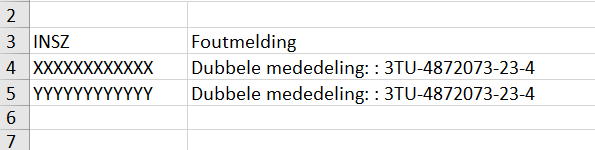 2
3 INSZ Foutmelding
4 XXXXXXXXXXXX Dubbele mededeling: : 3TU-4872073-23-4
5 YYYYYYYYYYYY Dubbele mededeling: : 3TU-4872073-23-4
6
7